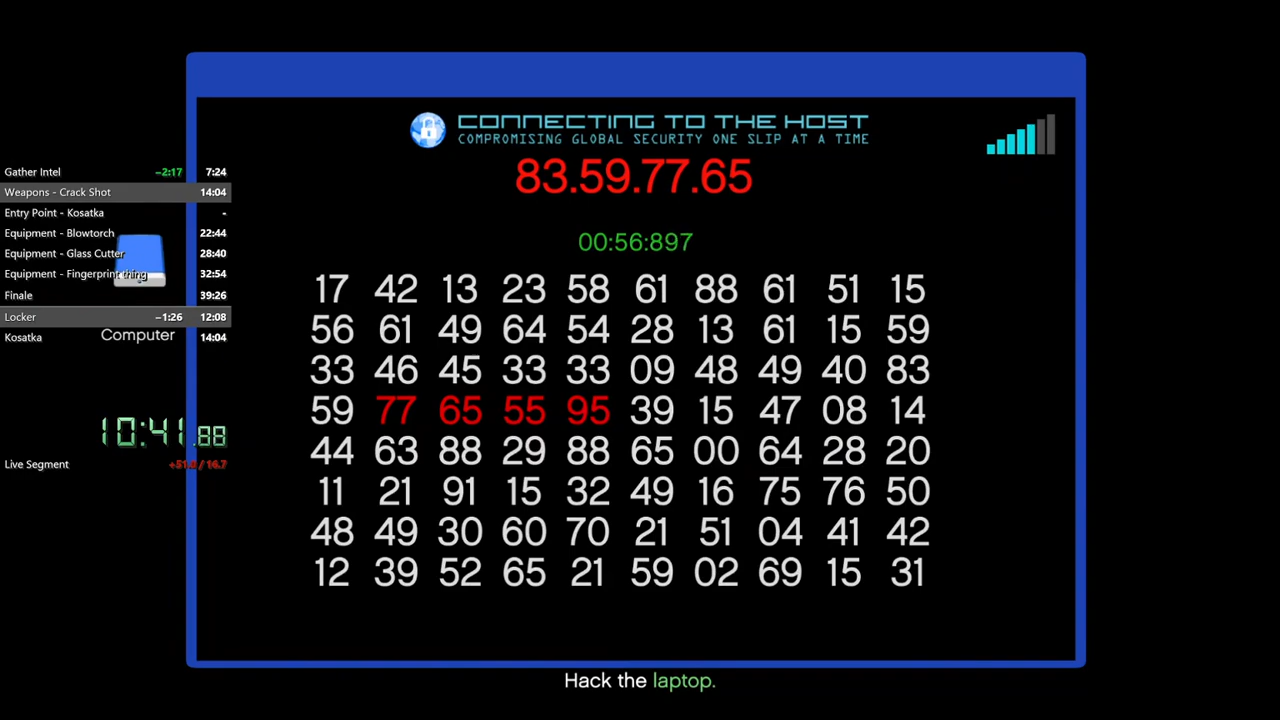 CONNECTING TO THE HOST
COMPROMISING GLOBAL SECURITY ONE SLIP AT A TIME
83.59.77.65
00:56:897
Gather Intel -2:17 7:24
Weapons - Crack Shot 14:04
Entry Point - Kosatka -
Equipment - Blowtorch 22:44
Equipment - Glass Cutter 28:40
Equipment - Fingerprint thing 32:54
Finale 39:26
Locker -1:26 12:08
Kosatka 14:04
Computer
10:41.88
Live Segment / 16.7
17 42 13 23 58 61 88 61 51 15
56 61 49 64 54 28 13 61 15 59
33 46 45 33 33 09 48 49 40 83
59 77 65 55 95 39 15 47 08 14
44 63 88 29 88 65 00 64 28 20
11 21 91 15 32 49 16 75 76 50
48 49 30 60 70 21 51 04 41 42
12 39 52 65 21 59 02 69 15 31
Hack the laptop.